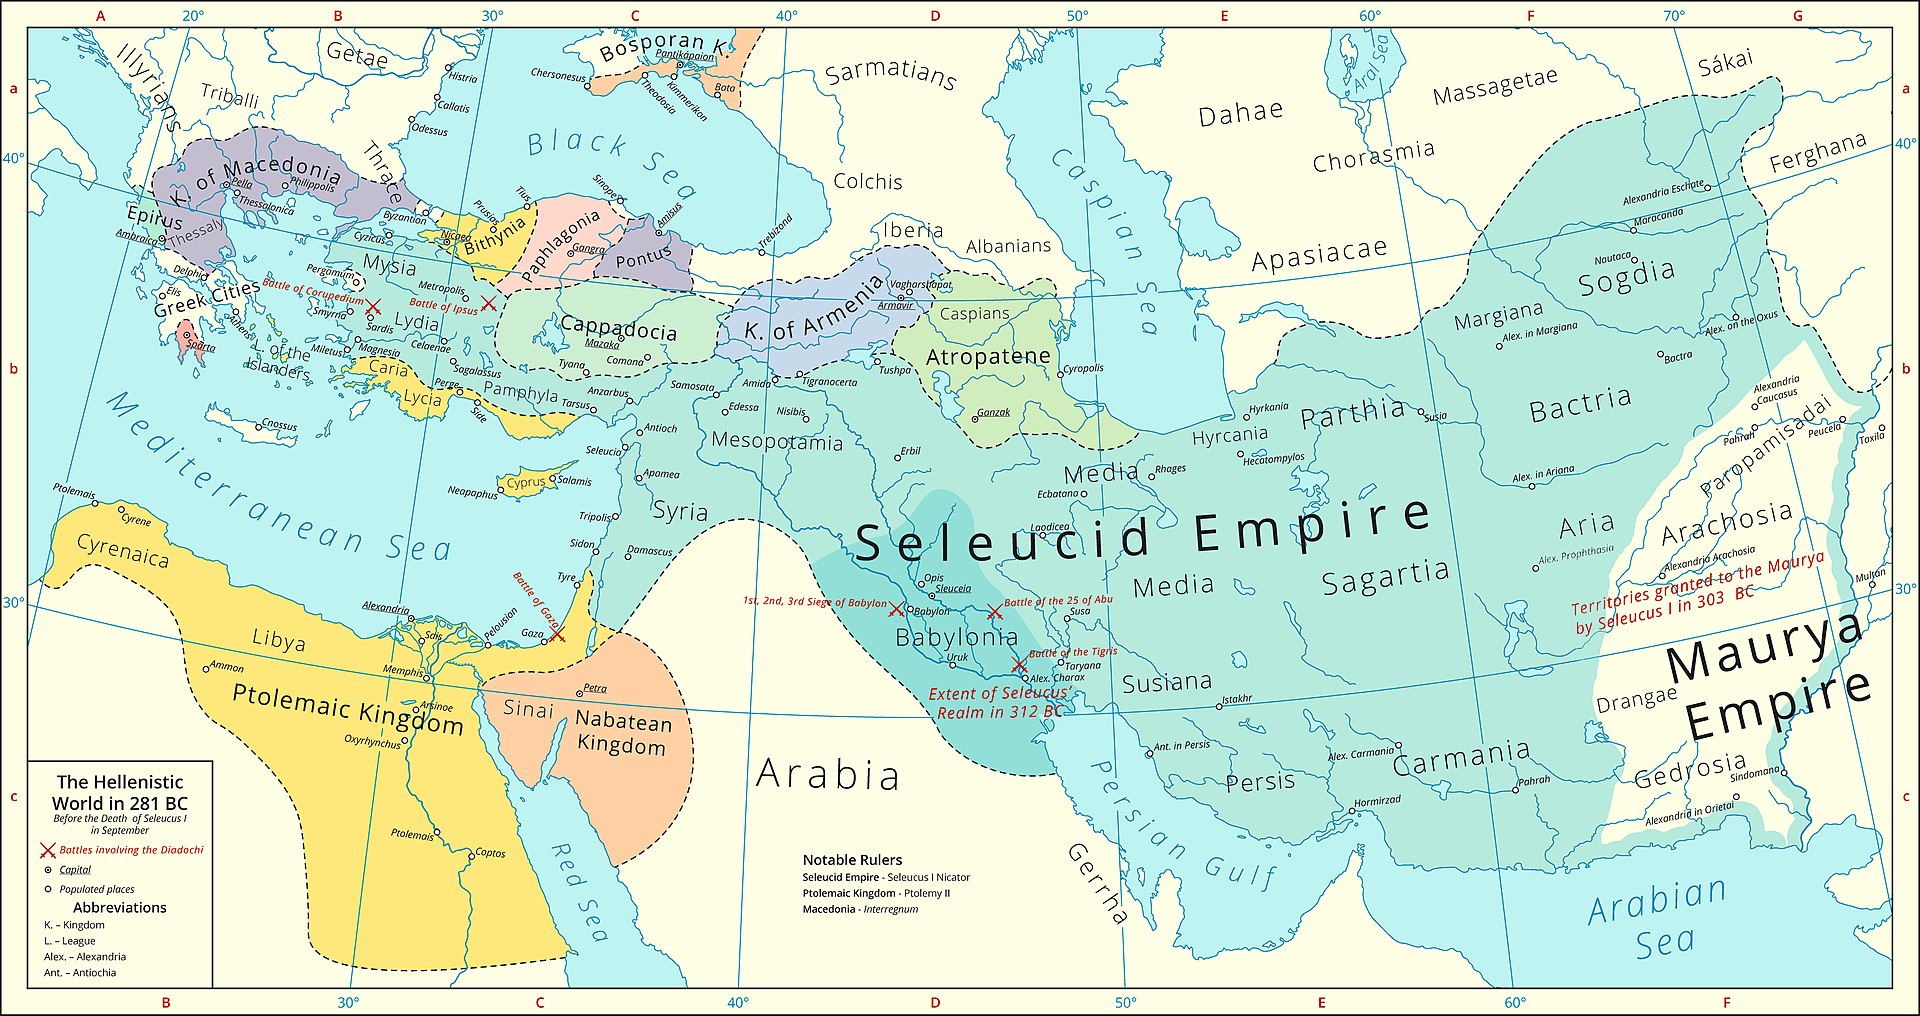 A
20°
B
30°
C
40°
D
50°
E
60°
F
70°
G
a
40°
b
30°
c
a
40°
b
30°
c
B
30°
C
40°
D
50°
E
60°
F
Illyrians
Getae
Triballi
Histria
Callatis
Odessus
Thrace
Bosporan K.
Pantikápaion
Chersonesus
Theodosia
Kimmerikon
Bata
Sarmatians
Black Sea
Colchis
Caspian Sea
Aral Sea
Dahae
Massagetae
Sákai
Chorasmia
Ferghana
Apasiacae
K. of Macedonia
Pella
Philippolis
Thessalonica
Epirus
Ambraica
Thessaly
Byzantion
Cyzicus
Prusias
Tius
Nicaea
Bithynia
Paphlagonia
Gangra
Sinope
Amisus
Pontus
Trebizond
Iberia
Albanians
Delphi
Elis
Greek Cities
Athens
Sparta
Pergamum
Mysia
Battle of Corupedium
Metropolis
Battle of Ipsus
Smyrna
Sardis
Lydia
Miletus
Magnesia
Celaenae
Sagalassus
L. of the
Islanders
Caria
Lycia
Perge
Side
Pamphyla
Cnossus
Mediterranean Sea
Cappadocia
Mazaka
Tyana
Comana
Anzarbus
Tarsus
Samosata
K. of Armenia
Vagharshapat
Armavir
Amida
Tigranocerta
Tushpa
Caspians
Atropatene
Cyropolis
Ganzak
Edessa
Nisibis
Mesopotamia
Erbil
Antioch
Seleucia
Apamea
Cyprus
Salamis
Neapaphus
Tripolis
Syria
Sidon
Damascus
Tyre
Battle of Gaza
Gaza
Alexandria Eschate
Maracanda
Nautaca
Sogdia
Margiana
Alex. in Margiana
Alex. on the Oxus
Bactra
Bactria
Hyrkania
Hyrcania
Hecatompylos
Parthia
Susia
Media
Rhages
Ecbatana
Laodicea
Seleucid Empire
Alexandria
Caucasus
Pahrah
Paropamisadai
Peucela
Taxila
Alex. in Ariana
Aria
Alex. Prophthasia
Arachosia
Alexandria Arachosia
Territories granted to the Maurya
by Seleucus I in 303 BC
Multan
Maurya
Empire
Drangae
Gedrosia
Sindomana
Alexandria in Orietai
Media
Sagartia
Opis
Sleuceia
1st, 2nd, 3rd Siege of Babylon
Babylon
Battle of the 25 of Abu
Susa
Babylonia
Uruk
Battle of the Tigris
Taryana
Alex. Charax
Extent of Seleucus'
Realm in 312 BC
Susiana
Istakhr
Ant. in Persis
Persis
Alex. Carmania
Carmania
Pahrah
Hormirzad
Persian Gulf
Gerrha
Arabian
Sea
Ptolemais
Cyrene
Cyrenaica
Alexandria
Sais
Pelousion
Libya
Ammon
Memphis
Ptolemaic Kingdom
Arsinoe
Oxyrhynchus
Ptolemais
Coptos
Red Sea
Sinai
Petra
Nabatean
Kingdom
Arabia
The Hellenistic
World in 281 BC
Before the Death of Seleucus I
in September
Battles involving the Diadochi
Capital
Populated places
Abbreviations
K. – Kingdom
L. – League
Alex. – Alexandria
Ant. – Antiochia
Notable Rulers
Seleucid Empire - Seleucus I Nicator
Ptolemaic Kingdom - Ptolemy II
Macedonia - Interregnum